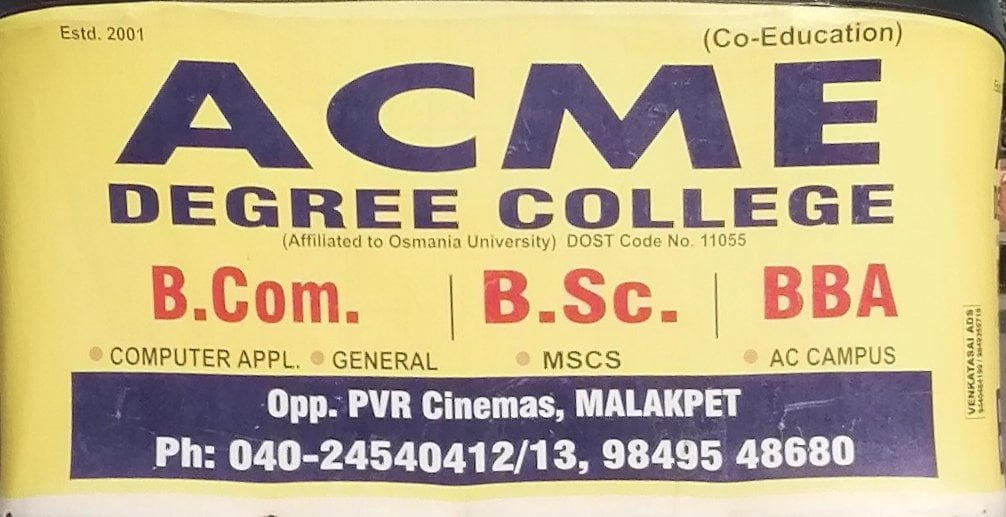 Estd. 2001
(Co-Education)
ACME
DEGREE COLLEGE
(Affiliated to Osmania University) DOST Code No. 11055
B.Com. | B.Sc. | BBA
• COMPUTER APPL. • GENERAL • MSCS • AC CAMPUS
Opp. PVR Cinemas, MALAKPET
Ph: 040-24540412/13, 98495 48680
VENKATASAI ADS